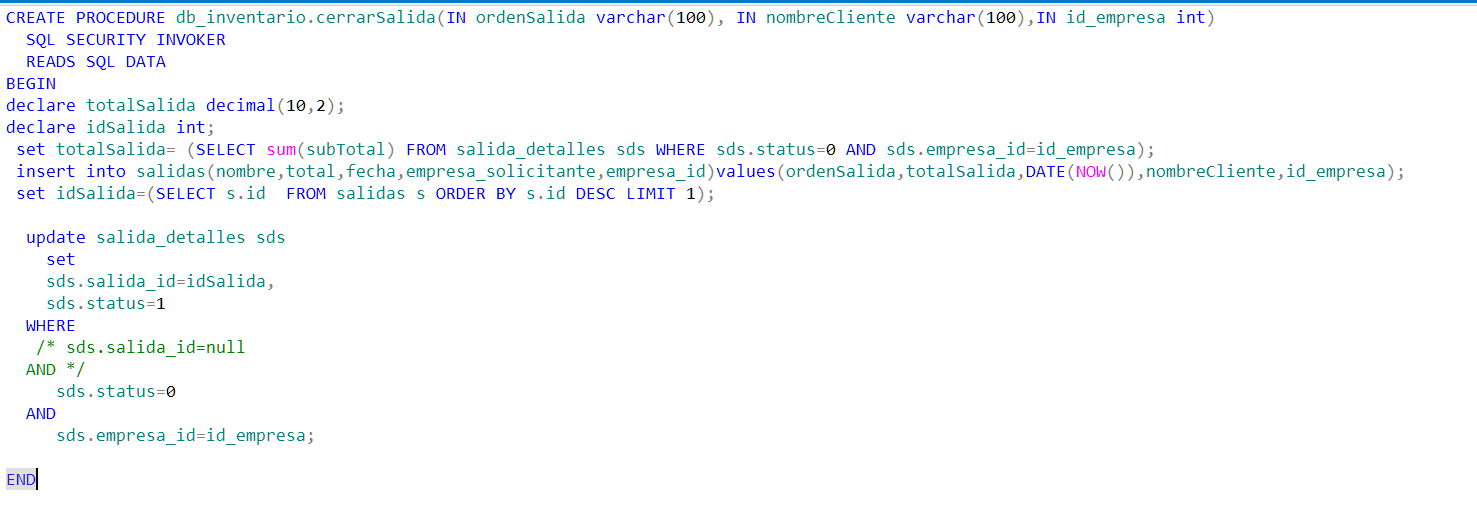 CREATE PROCEDURE db_inventario.cerrarSalida(IN ordenSalida varchar(100), IN nombreCliente varchar(100),IN id_empresa int)
SQL SECURITY INVOKER
READS SQL DATA
BEGIN
declare totalSalida decimal(10,2);
declare idSalida int;
set totalSalida= (SELECT sum(subTotal) FROM salida_detalles sds WHERE sds.status=0 AND sds.empresa_id=id_empresa);
insert into salidas(nombre,total,fecha,empresa_solicitante,empresa_id)values(ordenSalida,totalSalida,DATE(NOW()),nombreCliente,id_empresa);
set idSalida=(SELECT s.id  FROM salidas s ORDER BY s.id DESC LIMIT 1);
update salida_detalles sds
set
sds.salida_id=idSalida,
sds.status=1
WHERE
/* sds.salida_id=null
AND */
sds.status=0
AND
sds.empresa_id=id_empresa;
END